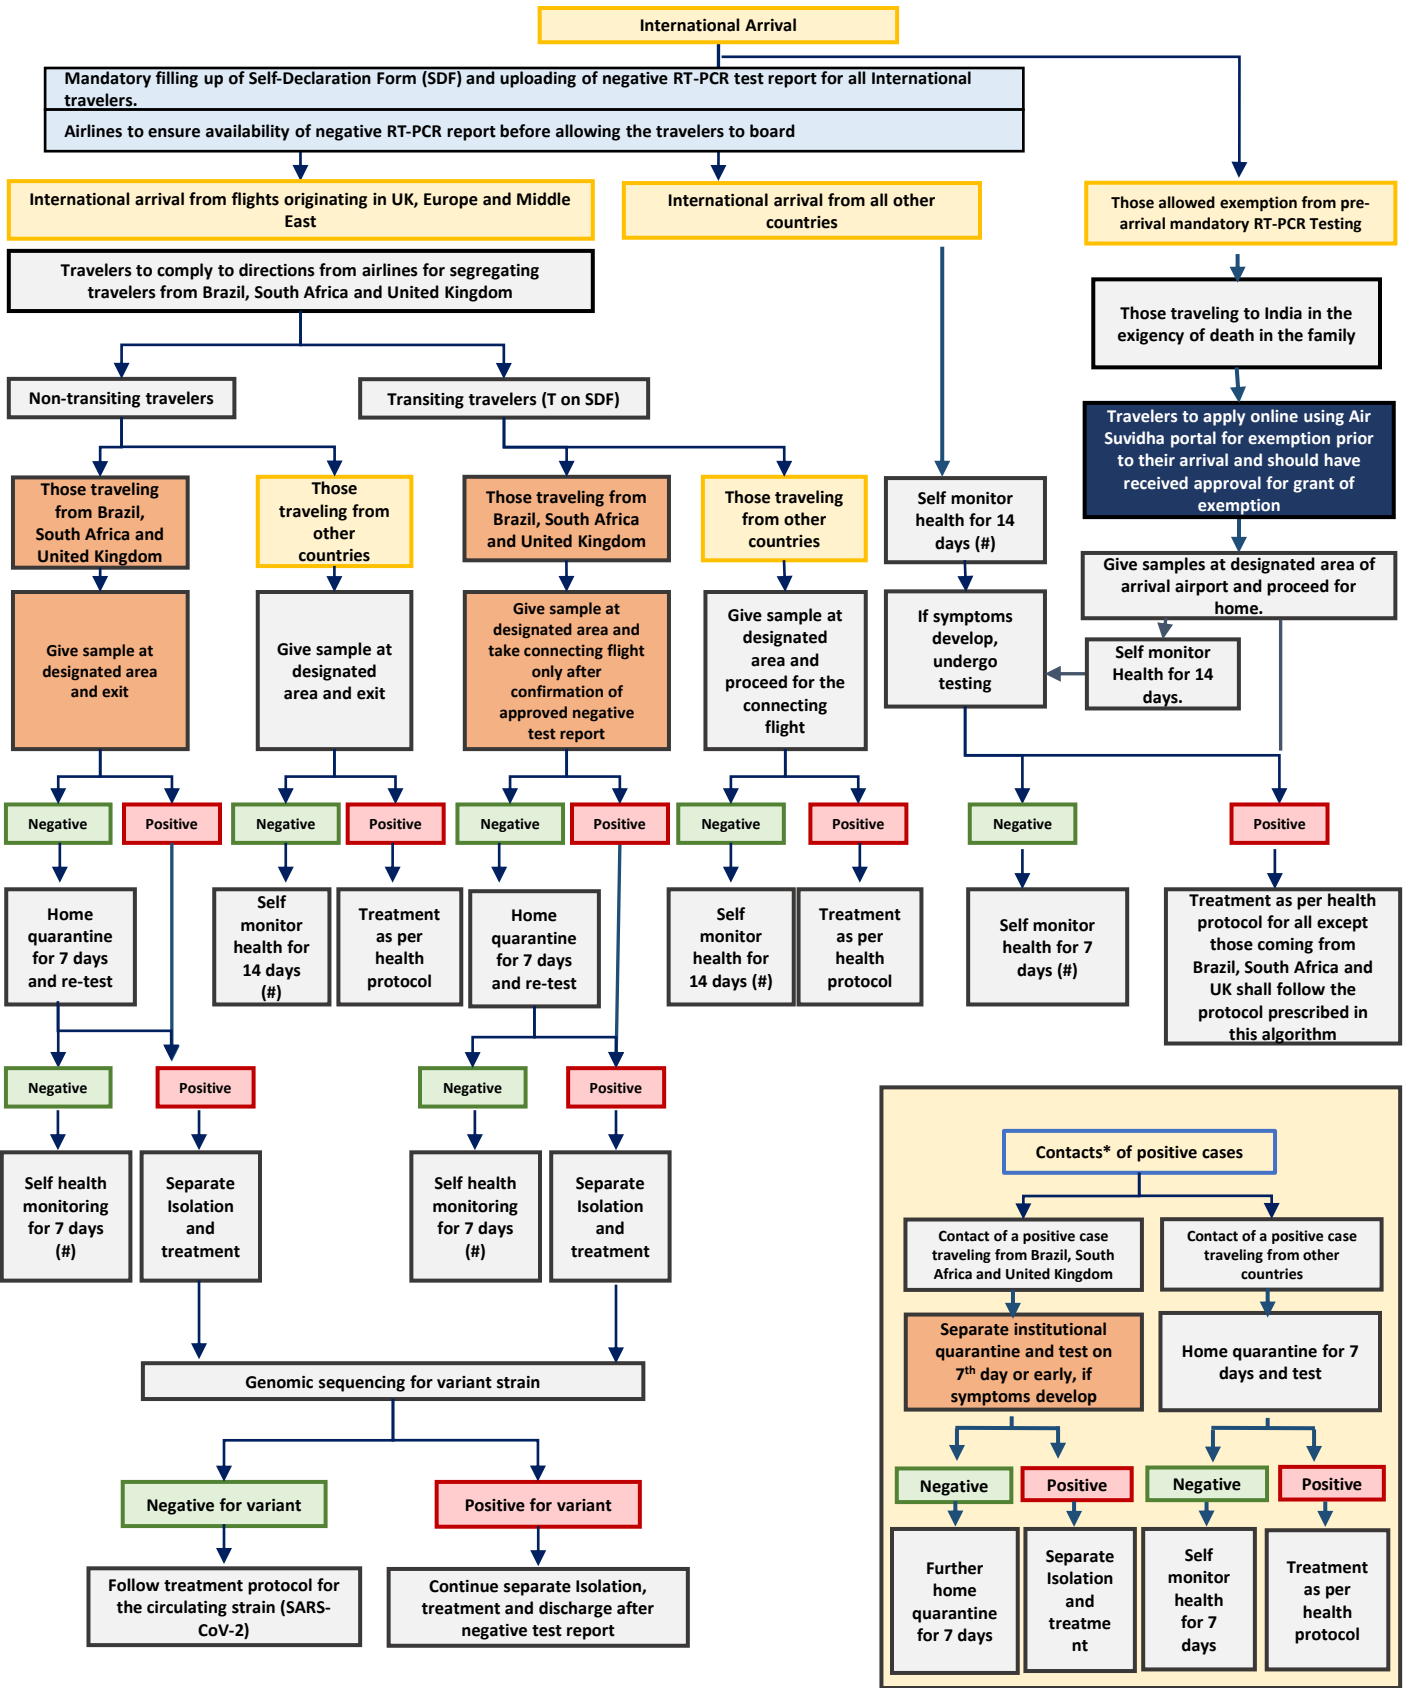 International Arrival
Mandatory filling up of Self-Declaration Form (SDF) and uploading of negative RT-PCR test report for all International
travelers.
Airlines to ensure availability of negative RT-PCR report before allowing the travelers to board
International arrival from flights originating in UK, Europe and Middle
East
International arrival from all other
countries
Those allowed exemption from pre-
arrival mandatory RT-PCR Testing
Travelers to comply to directions from airlines for segregating
travelers from Brazil, South Africa and United Kingdom
Those traveling to India in the
exigency of death in the family
Non-transiting travelers
Transiting travelers (T on SDF)
Travelers to apply online using Air
Suvidha portal for exemption prior
to their arrival and should have
received approval for grant of
exemption
Those traveling
from Brazil,
South Africa and
United Kingdom
Those
traveling from
other
countries
Those traveling from
Brazil, South Africa
and United Kingdom
Those traveling
from other
countries
Self monitor
health for 14
days (#)
Give samples at designated area of
arrival airport and proceed for
home.
Give sample at
designated area
and exit
Give sample at
designated
area and exit
Give sample at
designated area and
take connecting flight
only after
confirmation of
approved negative
test report
Give sample at
designated
area and
proceed for the
connecting
flight
If symptoms
develop,
undergo
testing
Self monitor
Health for 14
days.
Negative
Positive
Negative
Positive
Negative
Positive
Negative
Positive
Negative
Positive
Home
quarantine
for 7 days
and re-test
Self
monitor
health for
14 days
(#)
Treatment
as per
health
protocol
Home
quarantine
for 7 days
and re-test
Self
monitor
health for
14 days (#)
Treatment
as per
health
protocol
Self monitor
health for 7
days (#)
Treatment as per health
protocol for all except
those coming from
Brazil, South Africa and
UK shall follow the
protocol prescribed in
this algorithm
Negative
Positive
Negative
Positive
Self health
monitoring
for 7 days
(#)
Separate
Isolation
and
treatment
Self health
monitoring
for 7 days
(#)
Separate
Isolation
and
treatment
Genomic sequencing for variant strain
Negative for variant
Positive for variant
Follow treatment protocol for
the circulating strain (SARS-
CoV-2)
Continue separate Isolation,
treatment and discharge after
negative test report
Contacts* of positive cases
Contact of a positive case
traveling from Brazil, South
Africa and United Kingdom
Contact of a positive case
traveling from other
countries
Separate institutional
quarantine and test on
7th day or early, if
symptoms develop
Home quarantine for 7
days and test
Negative
Positive
Negative
Positive
Further
home
quarantine
for 7 days
Separate
Isolation
and
treatme
nt
Self
monitor
health
for 7
days
Treatment
as per
health
protocol